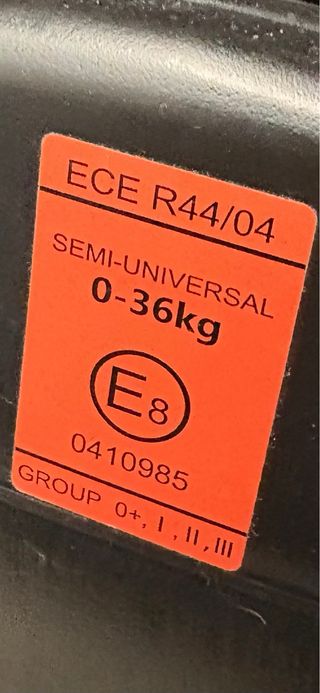 ECE R44/04
SEMI-UNIVERSAL
0-36kg
E8
0410985
GROUP 0+, I , II , III